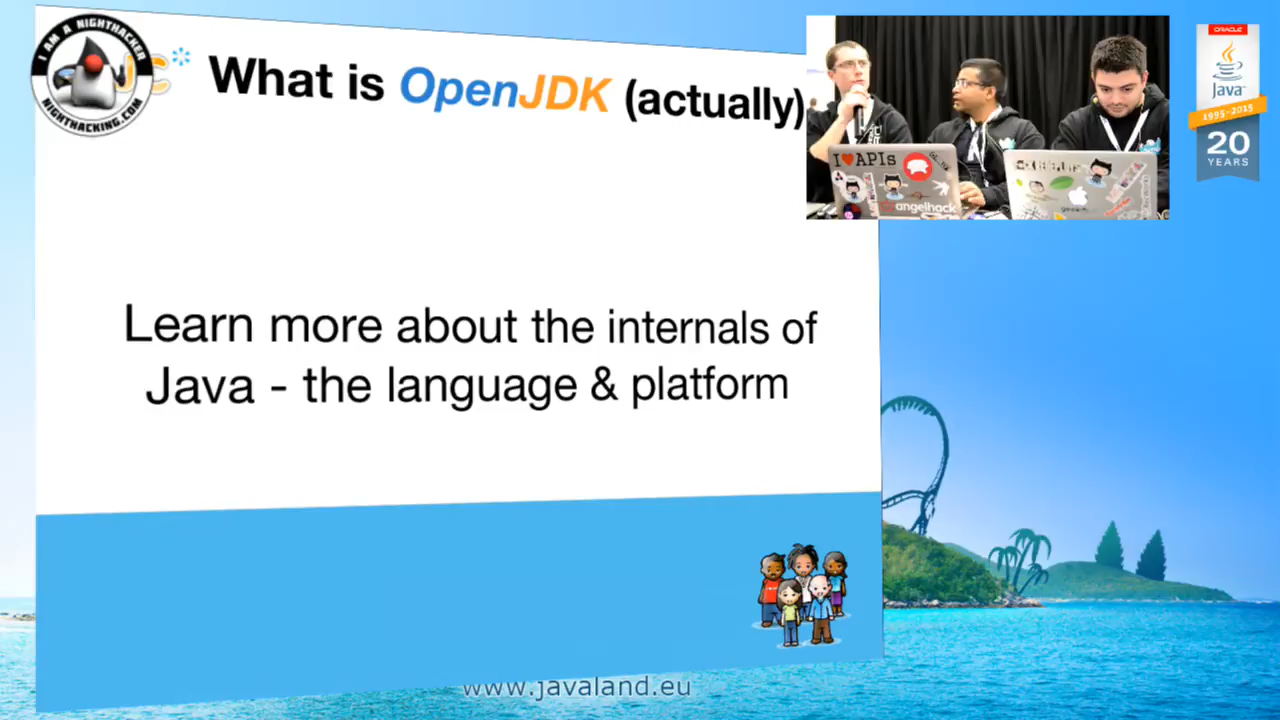 I AM A NIGHTHACKER
NIGHTHACKING.COM
What is OpenJDK (actually)
Learn more about the internals of
Java - the language & platform
I ♥ APIs
angelhack
ORACLE
Java
1995-2015
20
YEARS
www.javaland.eu